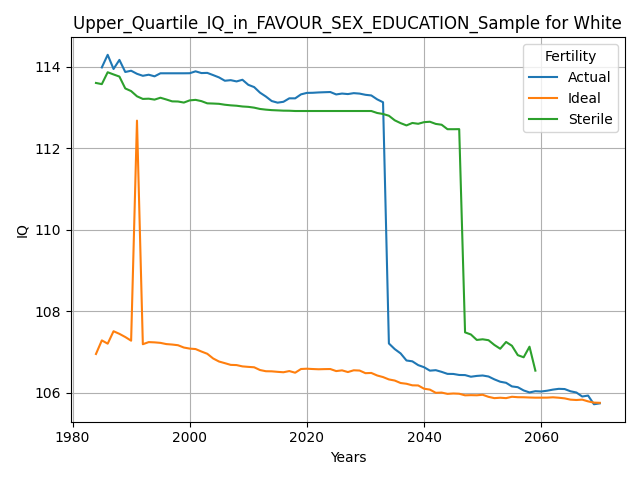 Upper_Quartile_IQ_in_FAVOUR_SEX_EDUCATION_Sample for White
Fertility
Actual
Ideal
Sterile
114
112
110
108
106
IQ
1980
2000
2020
2040
2060
Years